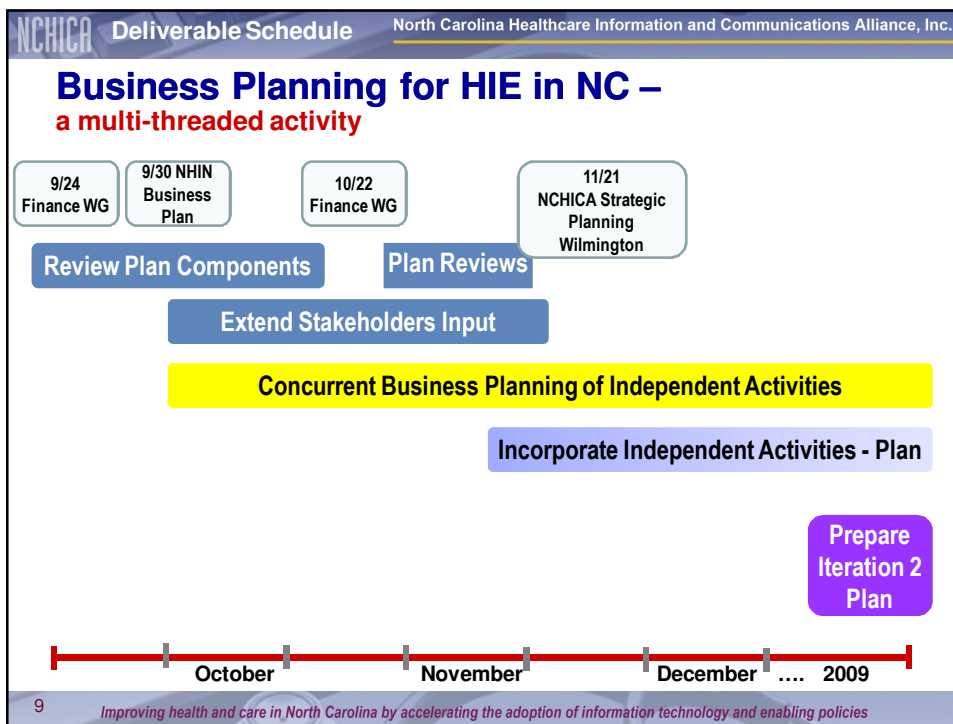 NCHICA Deliverable Schedule North Carolina Healthcare Information and Communications Alliance, Inc.
Business Planning for HIE in NC –
a multi-threaded activity
9/24
Finance WG
9/30 NHIN
Business
Plan
10/22
Finance WG
11/21
NCHICA Strategic
Planning
Wilmington
Review Plan Components
Plan Reviews
Extend Stakeholders Input
Concurrent Business Planning of Independent Activities
Incorporate Independent Activities - Plan
Prepare
Iteration 2
Plan
October November December .... 2009
9 Improving health and care in North Carolina by accelerating the adoption of information technology and enabling policies